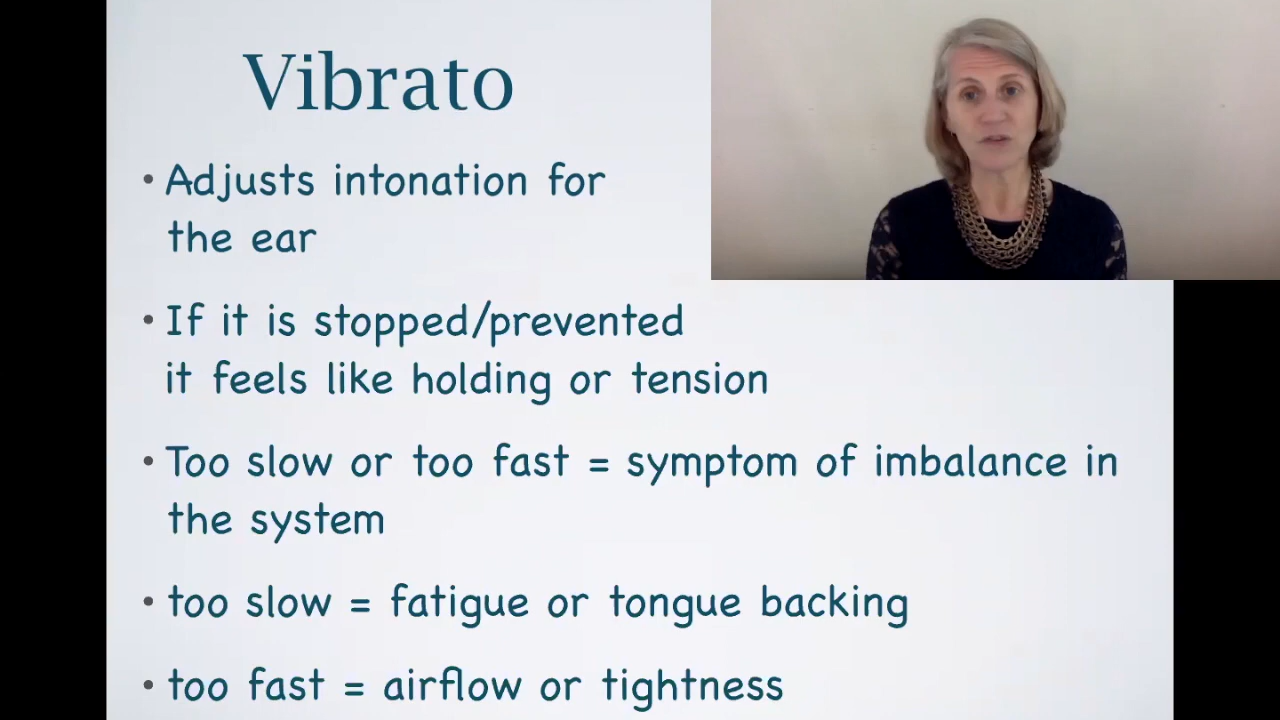 Vibrato
• Adjusts intonation for
the ear
• If it is stopped/prevented
it feels like holding or tension
• Too slow or too fast = symptom of imbalance in
the system
• too slow = fatigue or tongue backing
• too fast = airflow or tightness